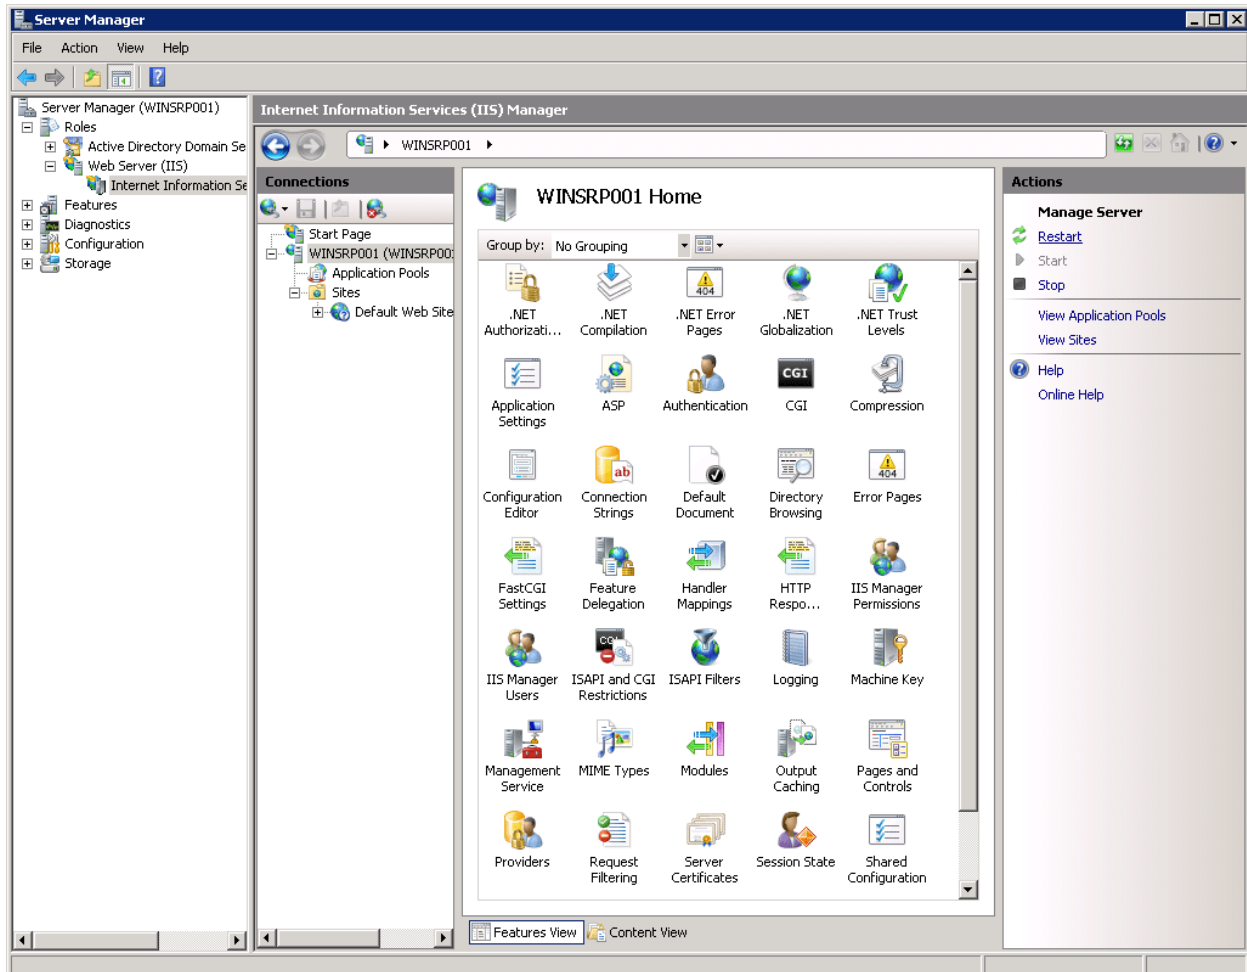 Server Manager
File Action View Help
Server Manager (WINSRP001)
Roles
Active Directory Domain Se
Web Server (IIS)
Internet Information Se
Features
Diagnostics
Configuration
Storage
Internet Information Services (IIS) Manager
WINSRP001
Connections
Start Page
WINSRP001 (WINSRP00
Application Pools
Sites
Default Web Site
WINSRP001 Home
Group by: No Grouping
.NET Authorizati...
.NET Compilation
404
.NET Error Pages
.NET Globalization
.NET Trust Levels
Application Settings
ASP
Authentication
CGI
CGI
Compression
Configuration Editor
ab
Connection Strings
Default Document
Directory Browsing
404
Error Pages
FastCGI Settings
Feature Delegation
Handler Mappings
HTTP Respo...
IIS Manager Permissions
IIS Manager Users
CGI
ISAPI and CGI Restrictions
ISAPI Filters
Logging
Machine Key
Management Service
MIME Types
Modules
Output Caching
Pages and Controls
Providers
Request Filtering
Server Certificates
Session State
Shared Configuration
Features View
Content View
Actions
Manage Server
Restart
Start
Stop
View Application Pools
View Sites
Help
Online Help